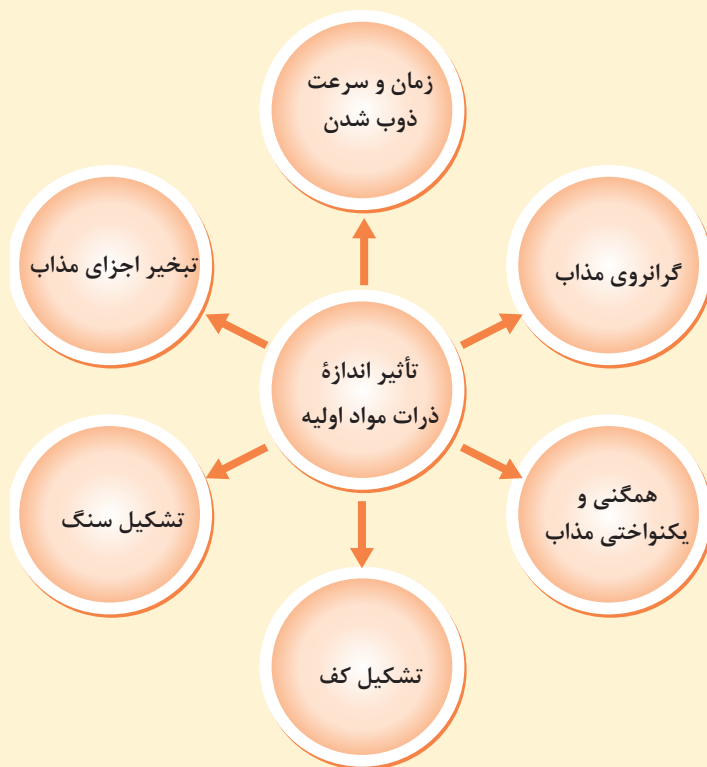 زمان و سرعت
ذوب شدن
گرانروی مذاب
تبخیر اجزای مذاب
تأثیر اندازهٔ
ذرات مواد اولیه
همگنی و
یکنواختی مذاب
تشکیل سنگ
تشکیل کف